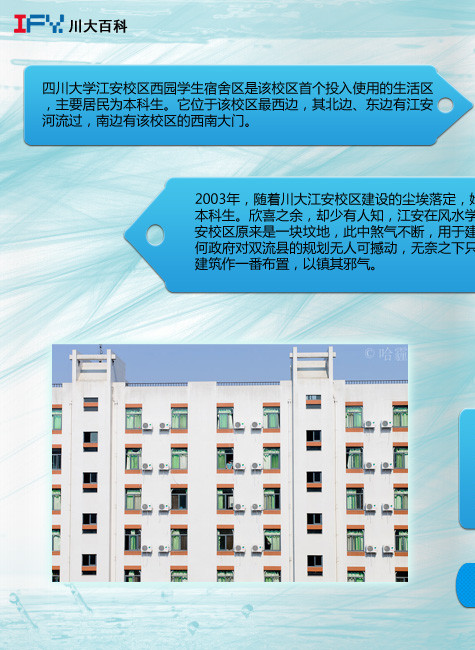 IFY. 川大百科
四川大学江安校区西园学生宿舍区是该校区首个投入使用的生活区
，主要居民为本科生。它位于该校区最西边，其北边、东边有江安
河流过，南边有该校区的西南大门。
2003年，随着川大江安校区建设的尘埃落定，
本科生。欣喜之余，却少有人知，江安在风水学
安校区原来是一块坟地，此中煞气不断，用于建
何政府对双流县的规划无人可撼动，无奈之下只
建筑作一番布置，以镇其邪气。
© 哈